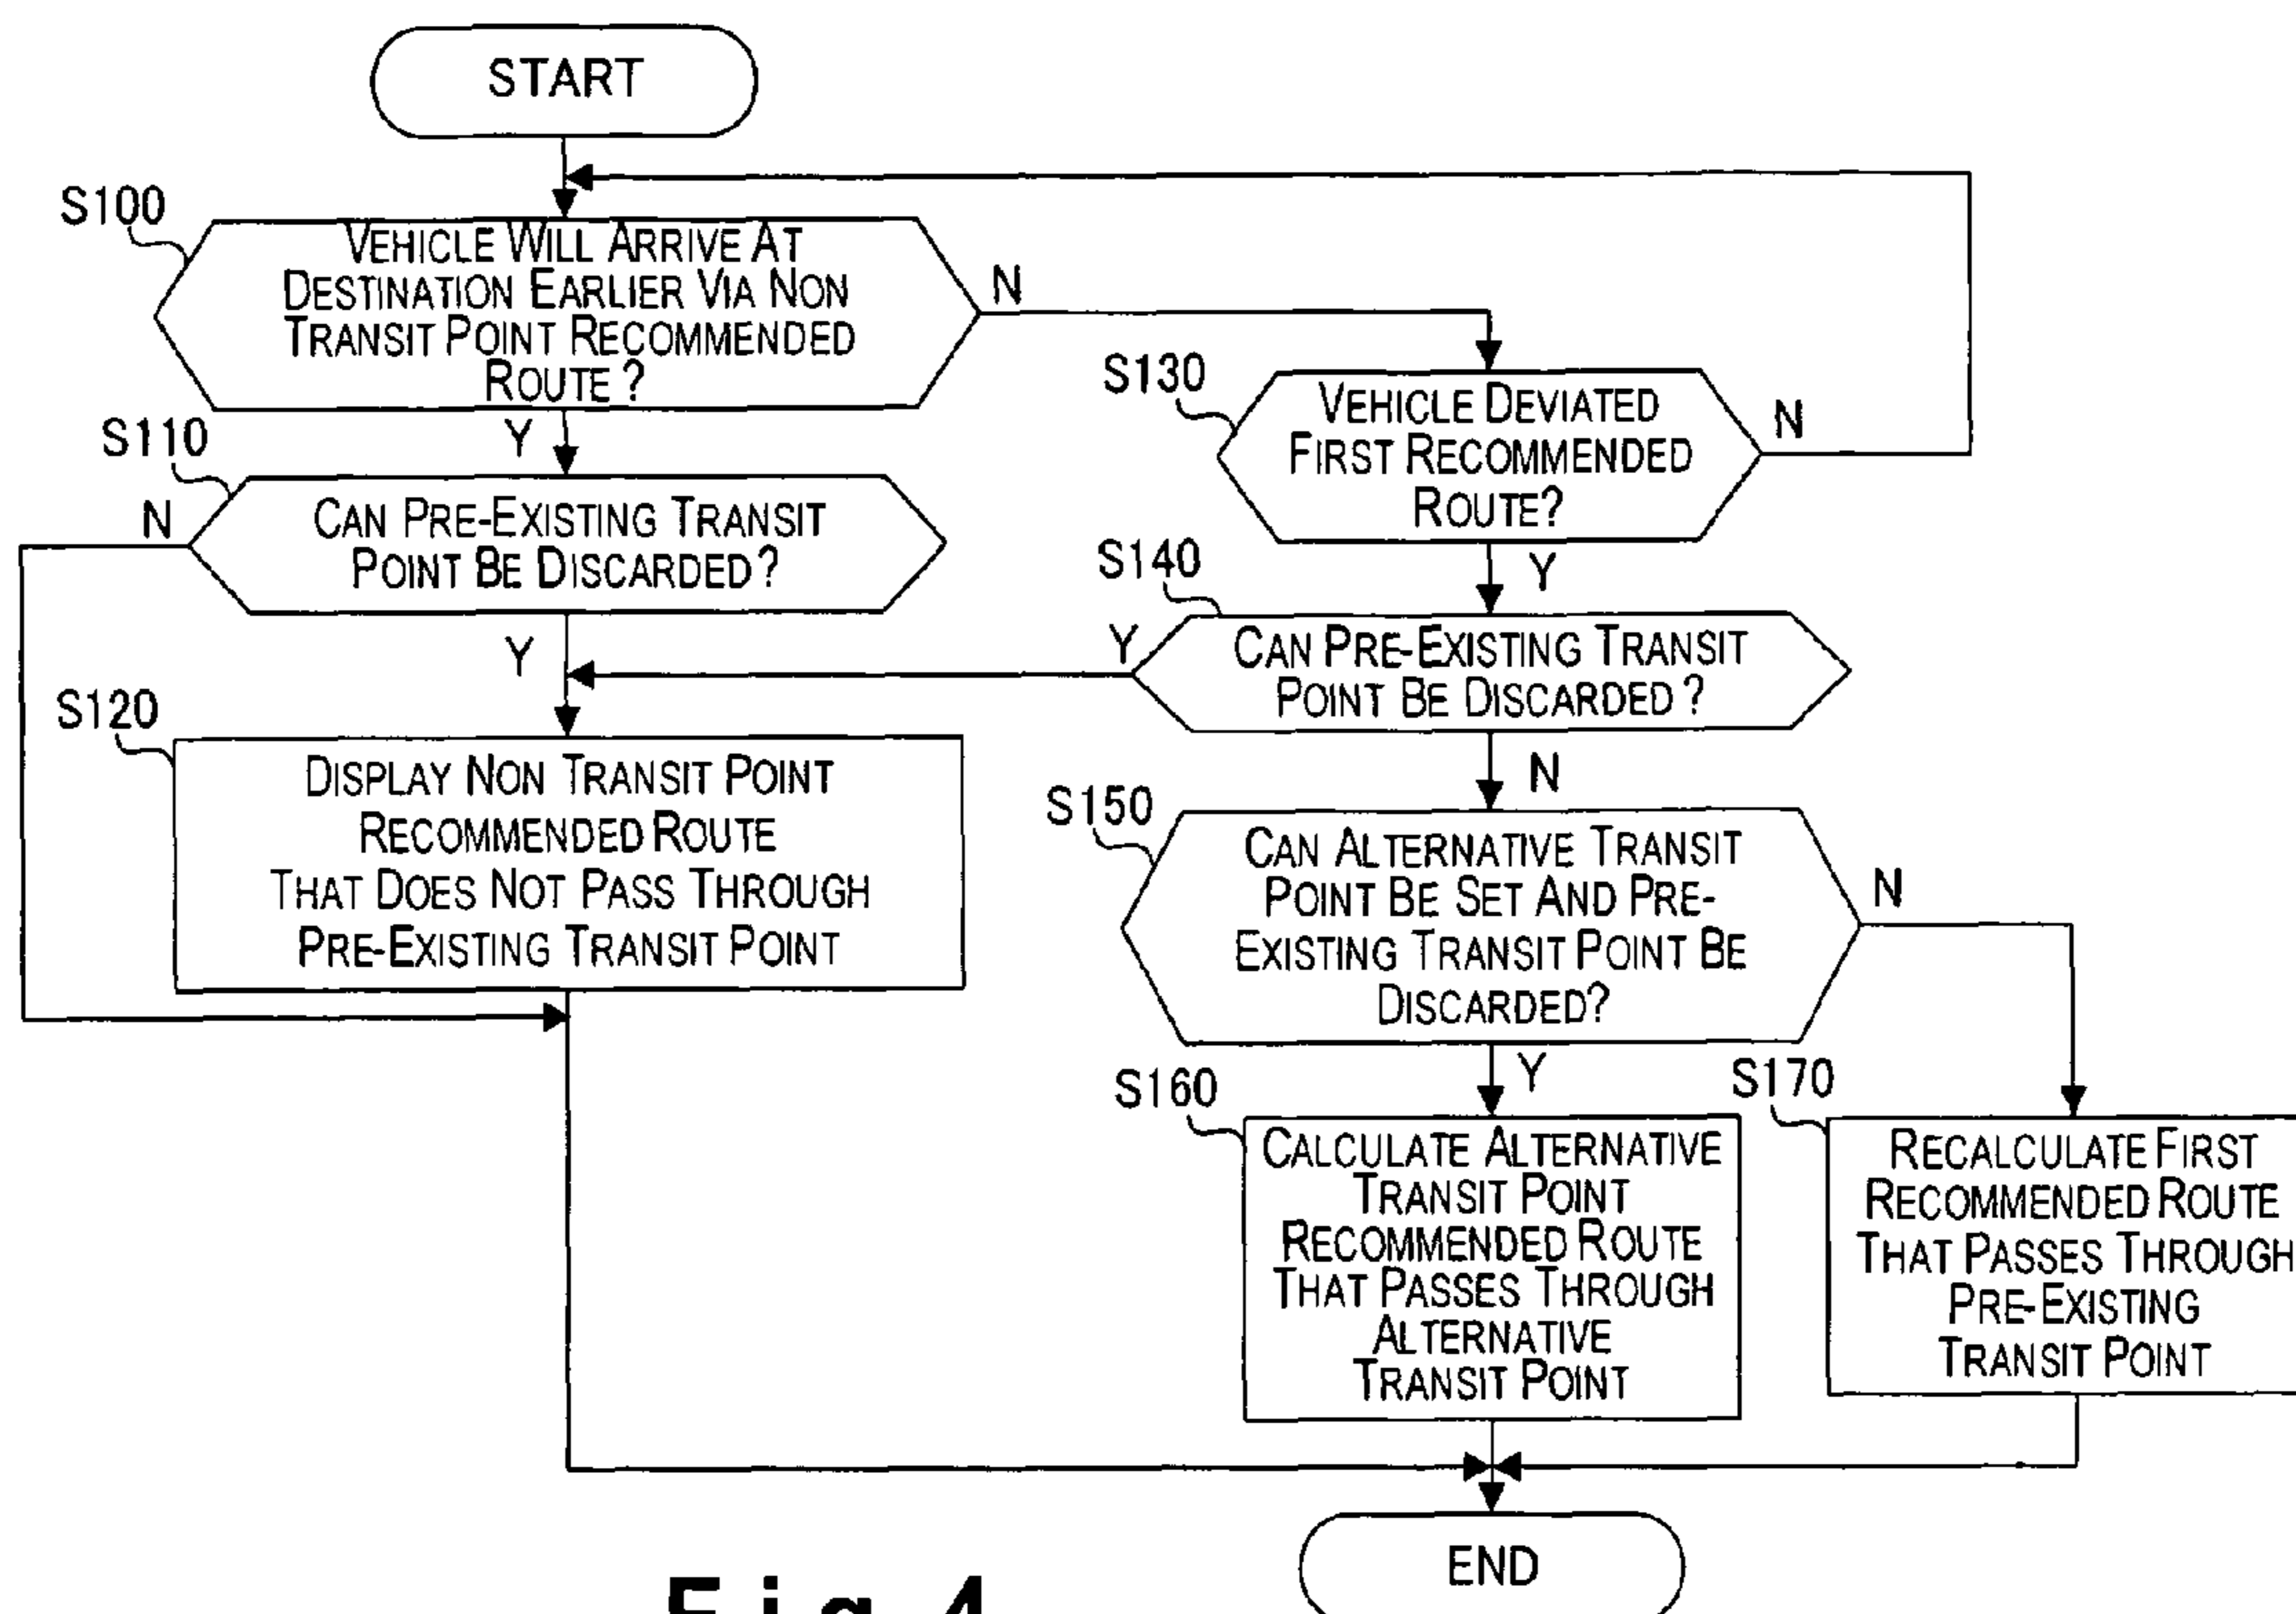 START
S100
VEHICLE WILL ARRIVE AT
DESTINATION EARLIER VIA NON
TRANSIT POINT RECOMMENDED
ROUTE?
N
Y
S130
VEHICLE DEVIATED
FIRST RECOMMENDED
ROUTE?
N
Y
S110
CAN PRE-EXISTING TRANSIT
POINT BE DISCARDED?
N
Y
S140
CAN PRE-EXISTING TRANSIT
POINT BE DISCARDED?
Y
N
S120
DISPLAY NON TRANSIT POINT
RECOMMENDED ROUTE
THAT DOES NOT PASS THROUGH
PRE-EXISTING TRANSIT POINT
S150
CAN ALTERNATIVE TRANSIT
POINT BE SET AND PRE-
EXISTING TRANSIT POINT BE
DISCARDED?
N
Y
S160
CALCULATE ALTERNATIVE
TRANSIT POINT
RECOMMENDED ROUTE
THAT PASSES THROUGH
ALTERNATIVE
TRANSIT POINT
S170
RECALCULATE FIRST
RECOMMENDED ROUTE
THAT PASSES THROUGH
PRE-EXISTING
TRANSIT POINT
END
Fig. 4